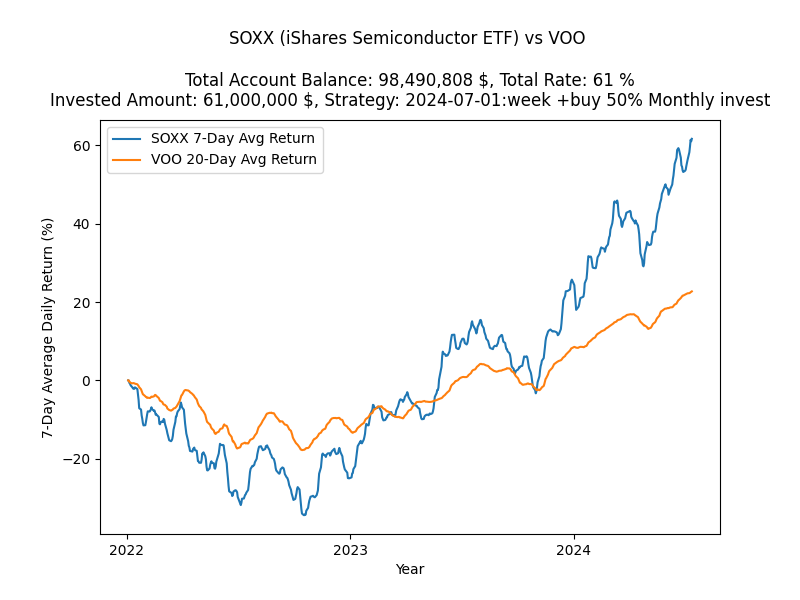 SOXX (iShares Semiconductor ETF) vs VOO
Total Account Balance: 98,490,808 $, Total Rate: 61 %
Invested Amount: 61,000,000 $, Strategy: 2024-07-01:week +buy 50% Monthly invest
SOXX 7-Day Avg Return
VOO 20-Day Avg Return
7-Day Average Daily Return (%)
60
40
20
0
−20
2022
2023
2024
Year